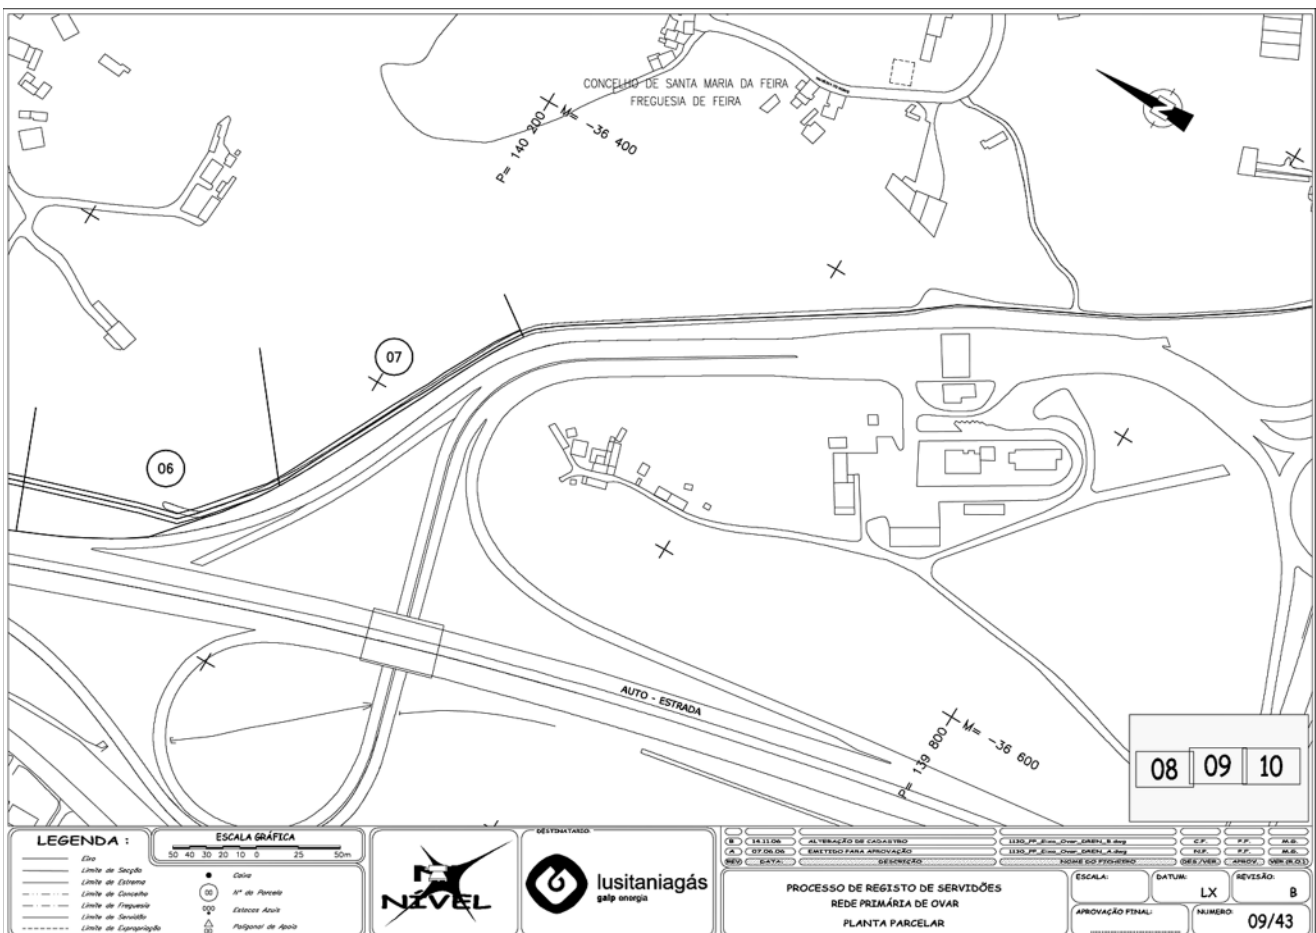 CONCELHO DE SANTA MARIA DA FEIRA
FREGUESIA DE FEIRA
P= 140 200
M= -36 400
N
07
06
AUTO - ESTRADA
P= 139 800
M= -36 600
08 09 10
LEGENDA :
Eixo
Limite de Secção
Limite de Estrema
Limite de Concelho
Limite de Freguesia
Limite de Servidão
Limite de Expropriação
ESCALA GRÁFICA
50 40 30 20 10 0 25 50m
Caixa
00 Nº de Parcela
000 Estacas Azuis
Poligonal de Apoio
NÍVEL
DESTINATARIO:
lusitaniagás
galp energia
B 14.11.06 ALTERAÇÃO DE CADASTRO C.F. P.F. M.G.
A 07.06.06 EMITIDO PARA APROVAÇÃO N.F. P.F. M.G.
REV. DATA: DESCRIÇÃO NOME DO FICHEIRO DES./VER. APROV.
PROCESSO DE REGISTO DE SERVIDÕES
REDE PRIMÁRIA DE OVAR
PLANTA PARCELAR
ESCALA:
DATUM:
LX
REVISÃO:
B
APROVAÇÃO FINAL:
NUMERO:
09/43